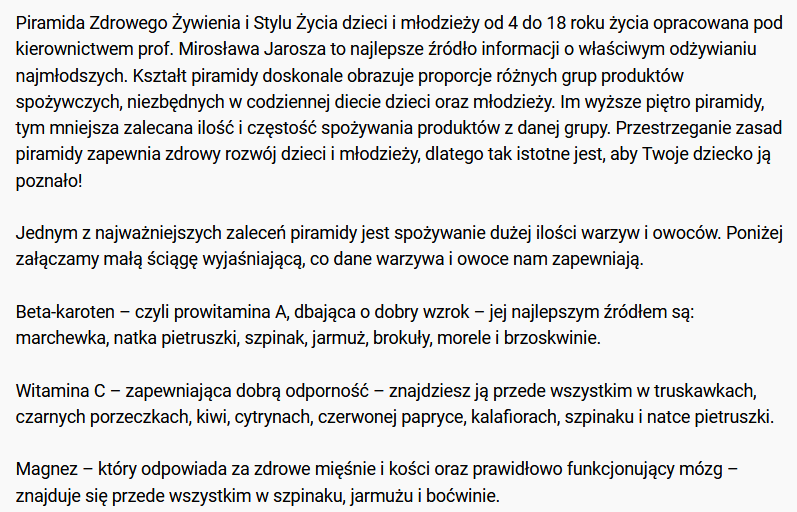 Piramida Zdrowego Żywienia i Stylu Życia dzieci i młodzieży od 4 do 18 roku życia opracowana pod
kierownictwem prof. Mirosława Jarosza to najlepsze źródło informacji o właściwym odżywianiu
najmłodszych. Kształt piramidy doskonale obrazuje proporcje różnych grup produktów
spożywczych, niezbędnych w codziennej diecie dzieci oraz młodzieży. Im wyższe piętro piramidy,
tym mniejsza zalecana ilość i częstość spożywania produktów z danej grupy. Przestrzeganie zasad
piramidy zapewnia zdrowy rozwój dzieci i młodzieży, dlatego tak istotne jest, aby Twoje dziecko ją
poznało!
Jednym z najważniejszych zaleceń piramidy jest spożywanie dużej ilości warzyw i owoców. Poniżej
załączamy małą ściągę wyjaśniającą, co dane warzywa i owoce nam zapewniają.
Beta-karoten – czyli prowitamina A, dbająca o dobry wzrok – jej najlepszym źródłem są:
marchewka, natka pietruszki, szpinak, jarmuż, brokuły, morele i brzoskwinie.
Witamina C – zapewniająca dobrą odporność – znajdziesz ją przede wszystkim w truskawkach,
czarnych porzeczkach, kiwi, cytrynach, czerwonej papryce, kalafiorach, szpinaku i natce pietruszki.
Magnez – który odpowiada za zdrowe mięśnie i kości oraz prawidłowo funkcjonujący mózg –
znajduje się przede wszystkim w szpinaku, jarmużu i boćwinie.